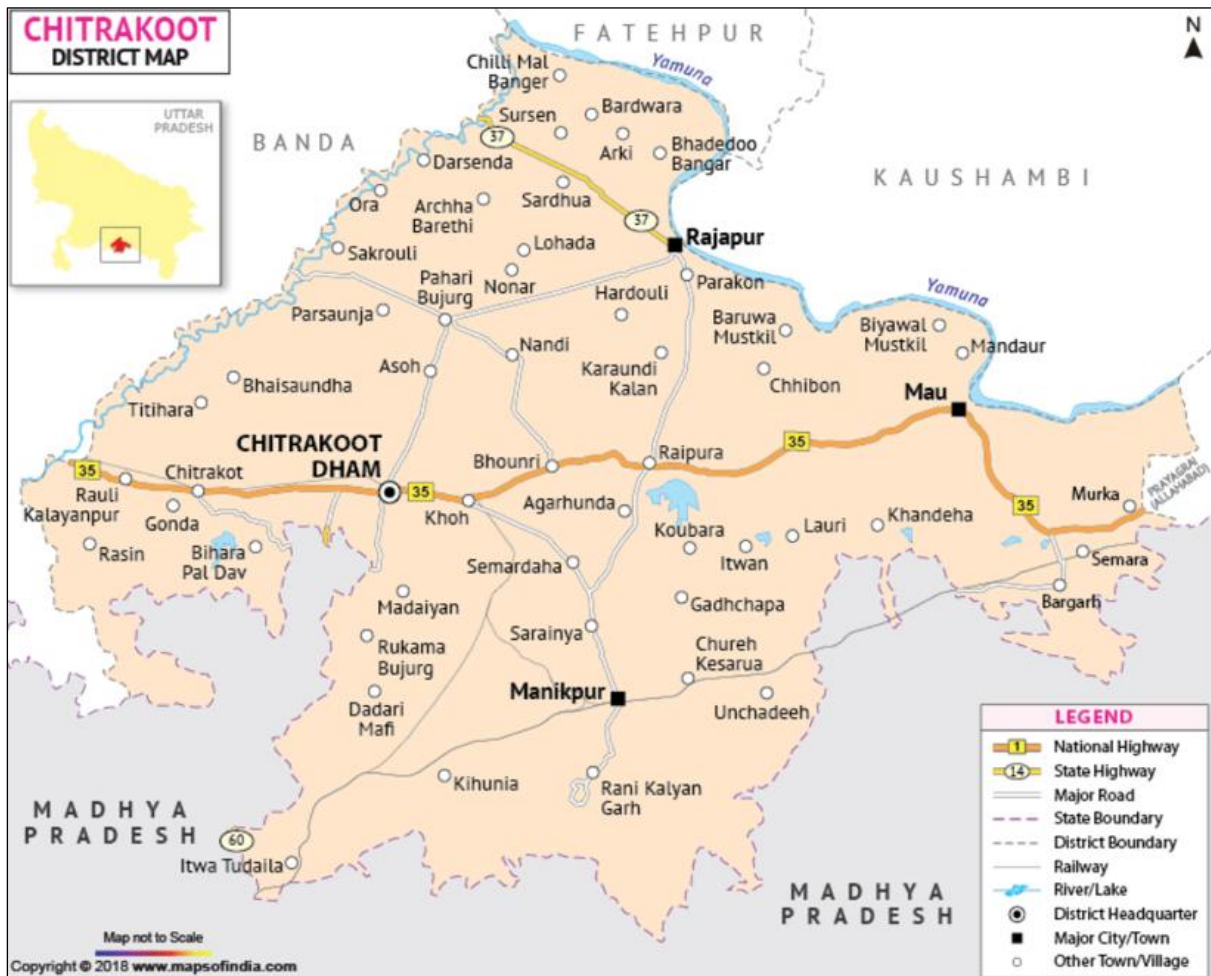 CHITRAKOOT
DISTRICT MAP
N
UTTAR
PRADESH
FATEHPUR
BANDA
KAUSHAMBI
Yamuna
Chilli Mal
Banger
Bardwara
Sursen
37
Arki
Bhadedoo
Bangar
Darsenda
Ora
Archha
Barethi
Sardhua
37
Rajapur
Sakrouli
Lohada
Nonar
Pahari
Bujurg
Parakon
Hardouli
Yamuna
Parsaunja
Baruwa
Mustkil
Biyawal
Mustkil
Mandaur
Nandi
Asoh
Karaundi
Kalan
Chhibon
Bhaisaundha
Titihara
Mau
CHITRAKOOT
DHAM
35
35
Chitrakot
Bhounri
Raipura
Rauli
Kalayanpur
35
Khoh
Agarhunda
Gonda
Murka
PRAYAGRAJ
(ALLAHABAD)
35
Koubara
Lauri
Khandeha
Rasin
Bihara
Pal Dav
Itwan
Semara
Semardaha
Madaiyan
Gadhchapa
Bargarh
Sarainya
Rukama
Bujurg
Chureh
Kesarua
Manikpur
Dadari
Mafi
Unchadeeh
Kihunia
Rani Kalyan
Garh
MADHYA
PRADESH
60
Itwa Tudaila
MADHYA
PRADESH
LEGEND
1 National Highway
14 State Highway
Major Road
State Boundary
District Boundary
Railway
River/Lake
District Headquarter
Major City/Town
Other Town/Village
Map not to Scale
Copyright © 2018 www.mapsofindia.com